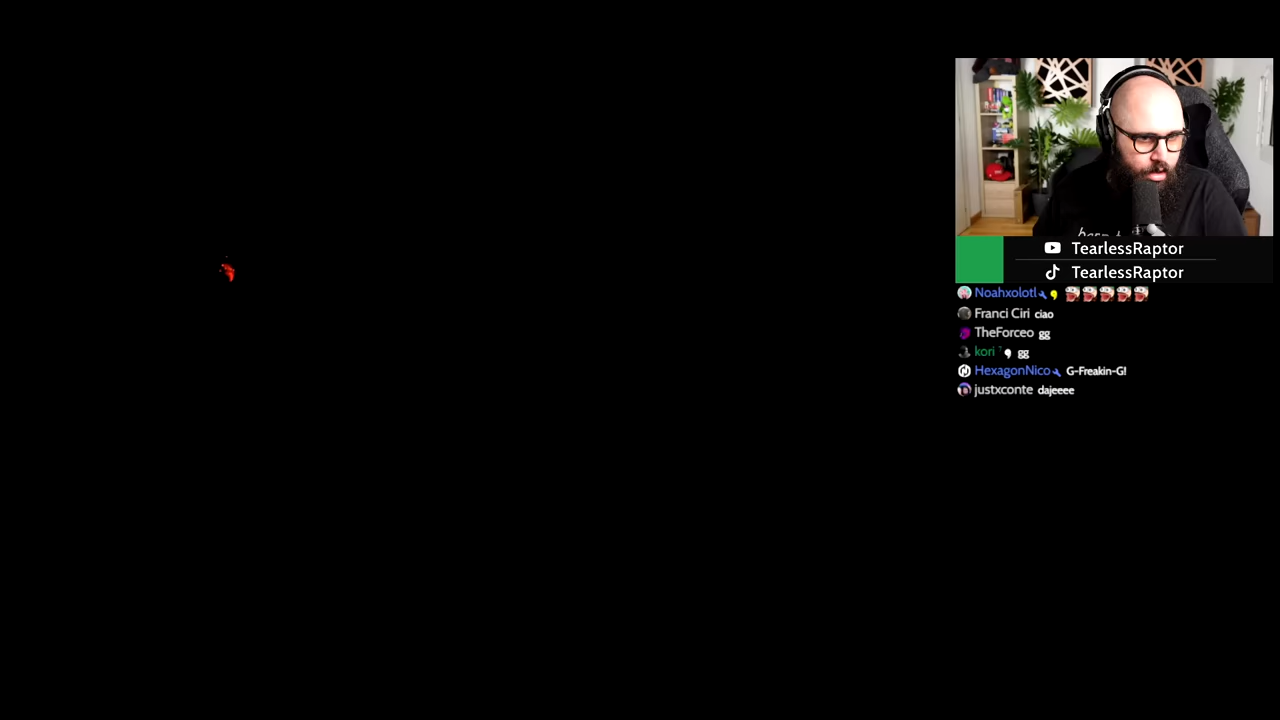 TearlessRaptor
TearlessRaptor
Noahxolotl
Franci Ciri ciao
TheForceo gg
kori ˇ gg
HexagonNico G-Freakin-G!
justxconte dajeeee